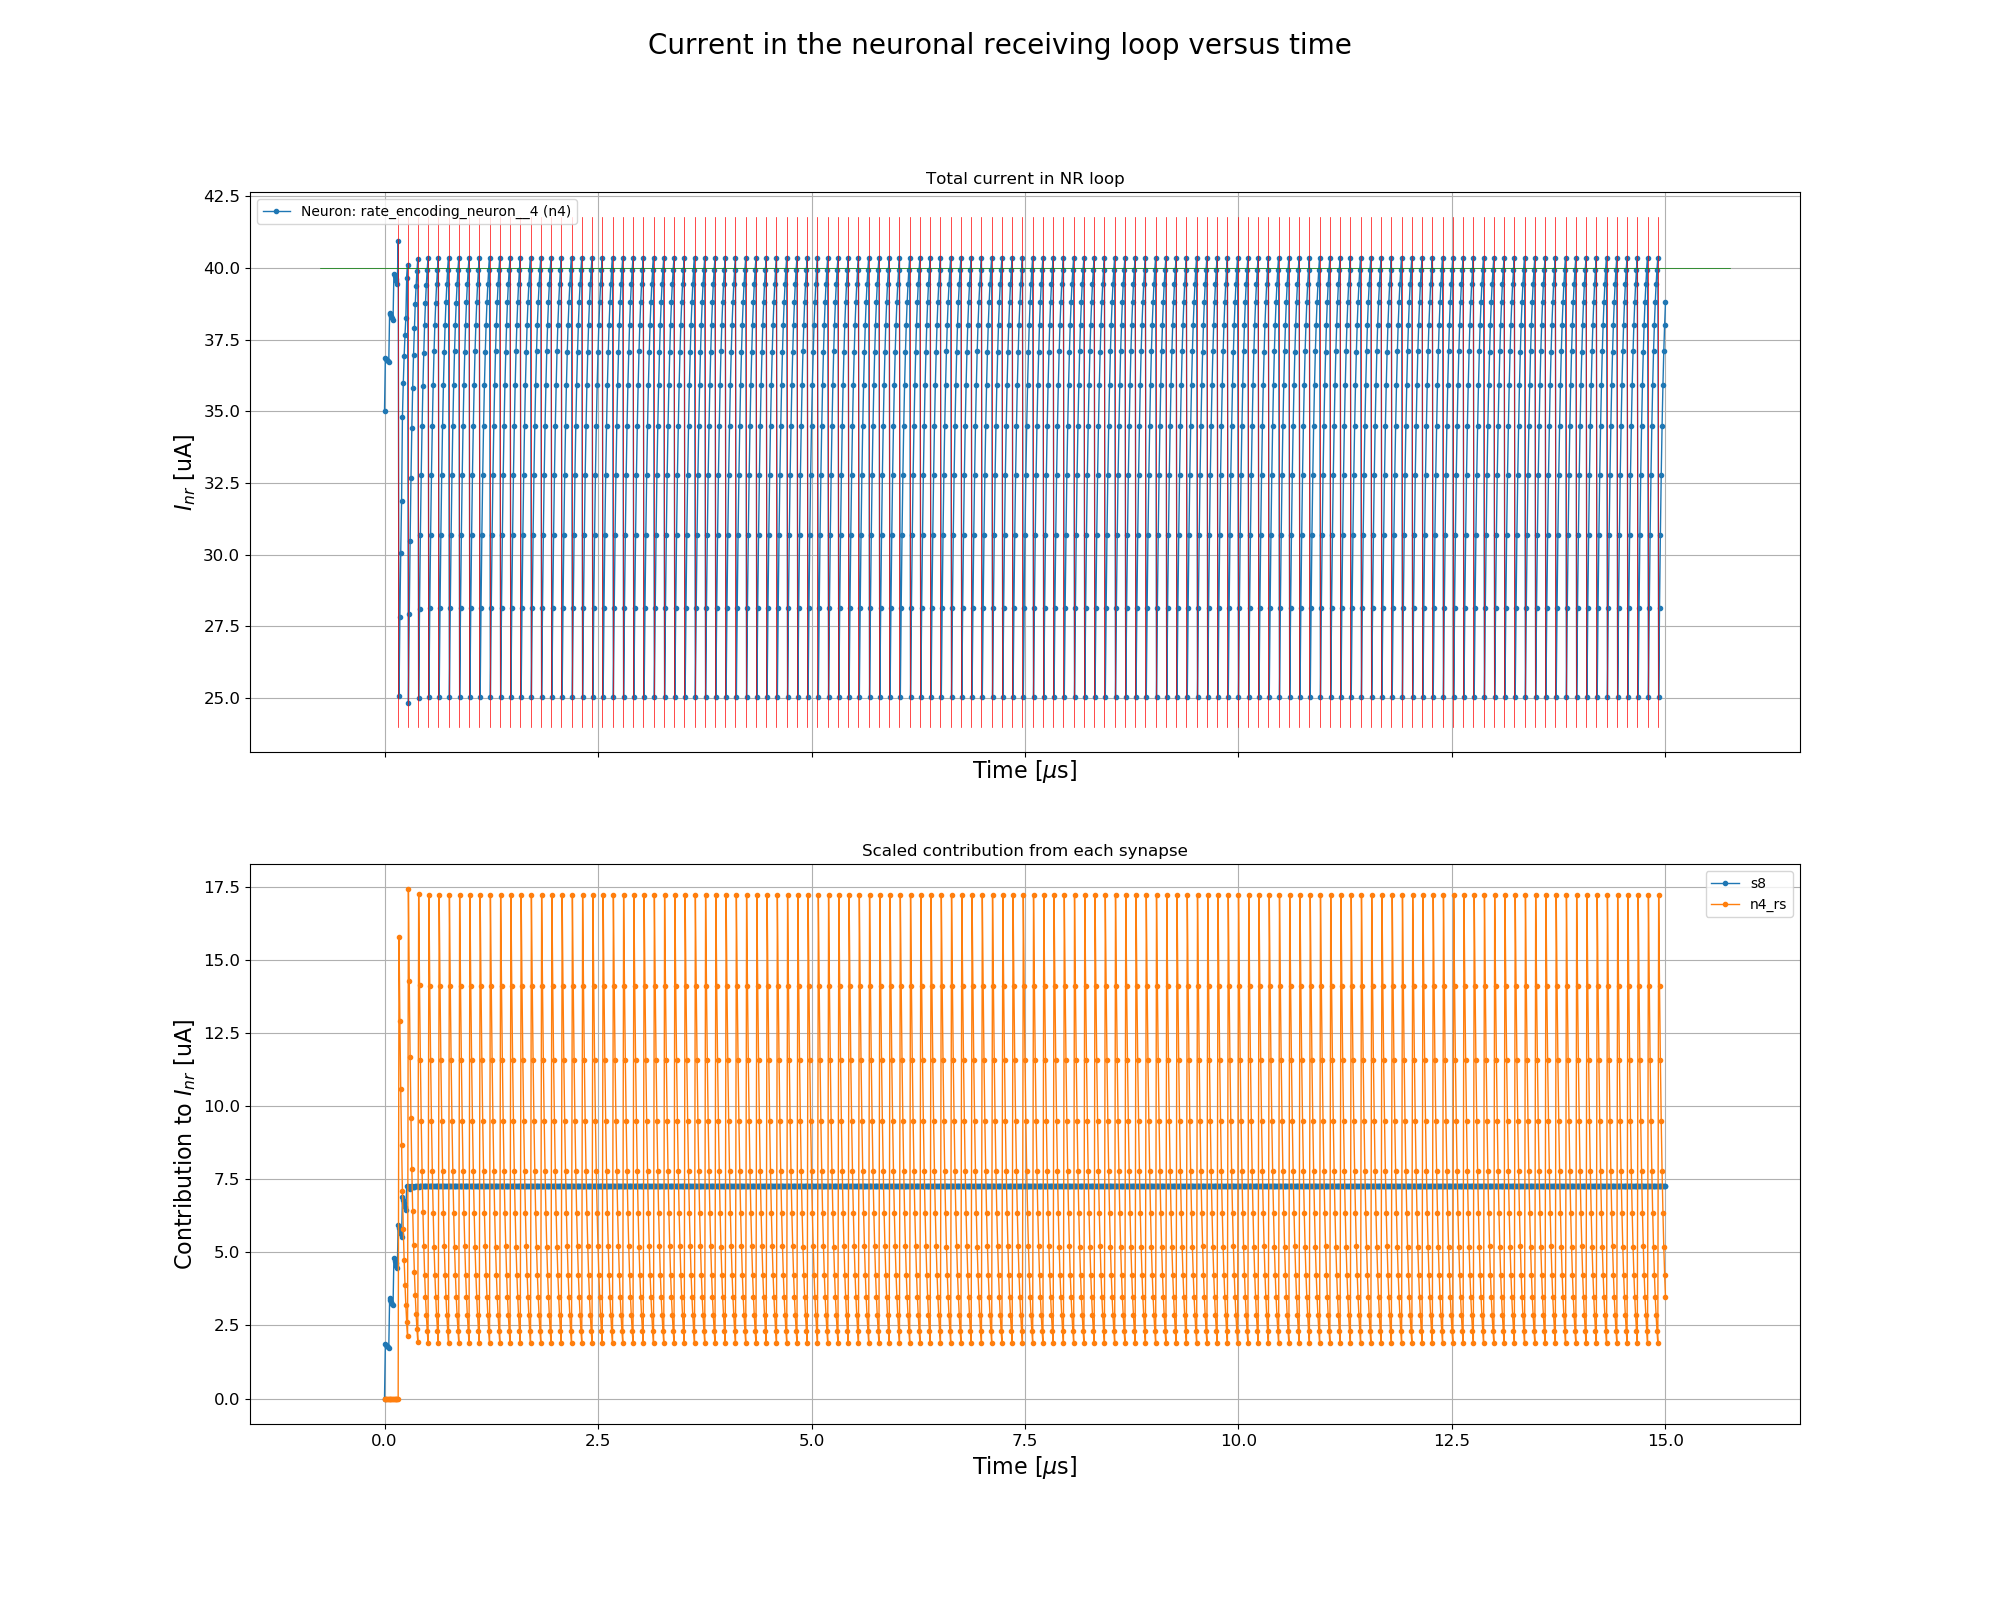 Current in the neuronal receiving loop versus time
Total current in NR loop
Neuron: rate_encoding_neuron__4 (n4)
42.5
40.0
37.5
35.0
32.5
30.0
27.5
25.0
I_nr [uA]
Time [μs]
Scaled contribution from each synapse
s8
n4_rs
17.5
15.0
12.5
10.0
7.5
5.0
2.5
0.0
Contribution to I_nr [uA]
0.0 2.5 5.0 7.5 10.0 12.5 15.0
Time [μs]